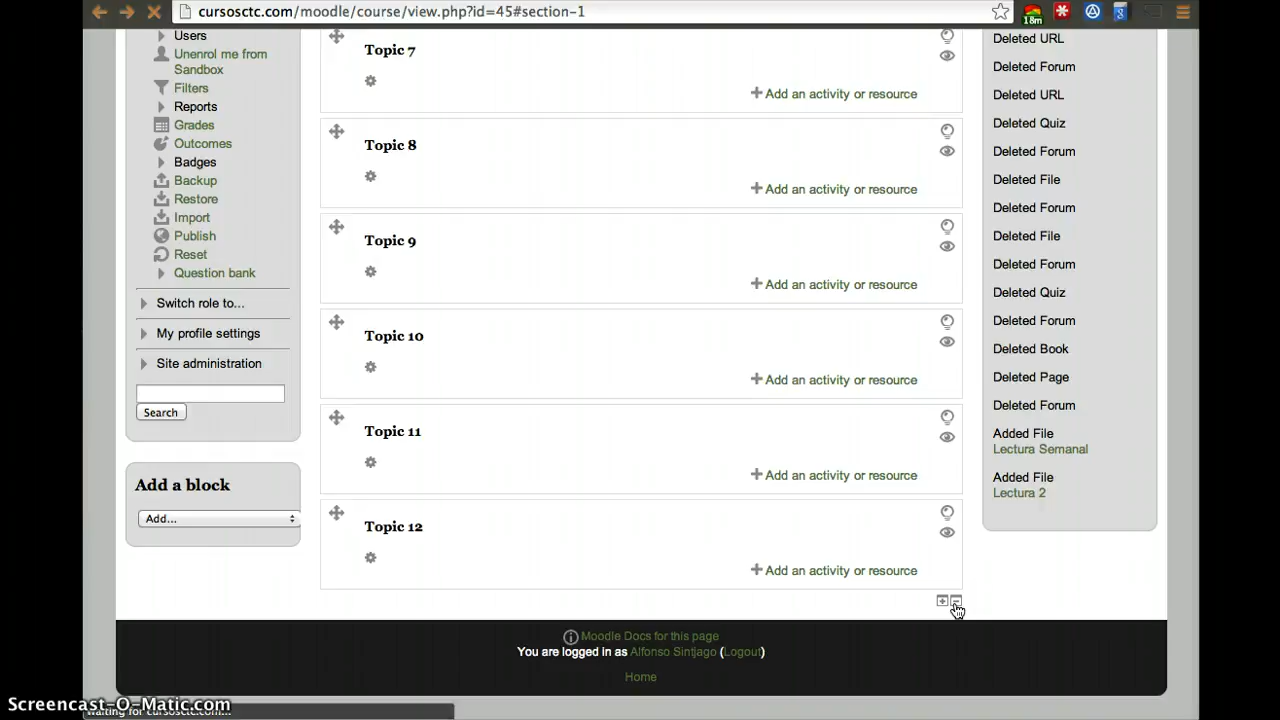 cursosctc.com/moodle/course/view.php?id=45#section-1
18m
Users
Unenrol me from
Sandbox
Filters
Reports
Grades
Outcomes
Badges
Backup
Restore
Import
Publish
Reset
Question bank
Switch role to...
My profile settings
Site administration
Search
Add a block
Add...
Topic 7
Add an activity or resource
Topic 8
Add an activity or resource
Topic 9
Add an activity or resource
Topic 10
Add an activity or resource
Topic 11
Add an activity or resource
Topic 12
Add an activity or resource
Deleted URL
Deleted Forum
Deleted URL
Deleted Quiz
Deleted Forum
Deleted File
Deleted Forum
Deleted File
Deleted Forum
Deleted Quiz
Deleted Forum
Deleted Book
Deleted Page
Deleted Forum
Added File
Lectura Semanal
Added File
Lectura 2
Moodle Docs for this page
You are logged in as Alfonso Sintjago (Logout)
Home
Screencast-O-Matic.com
waiting for cursosctc.com...